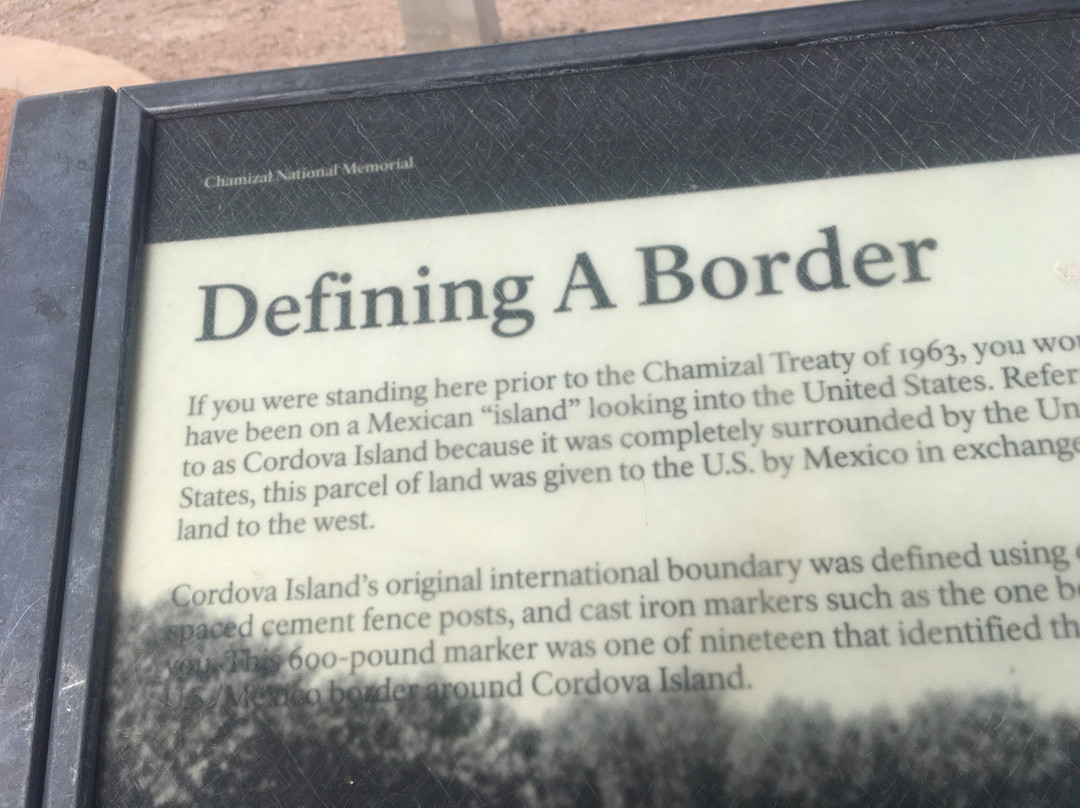 Chamizal National Memorial
Defining A Border
If you were standing here prior to the Chamizal Treaty of 1963, you wou
have been on a Mexican “island” looking into the United States. Refer
to as Cordova Island because it was completely surrounded by the Un
States, this parcel of land was given to the U.S. by Mexico in exchange
land to the west.
Cordova Island’s original international boundary was defined using
spaced cement fence posts, and cast iron markers such as the one b
you. This 600-pound marker was one of nineteen that identified th
U.S./Mexico border around Cordova Island.